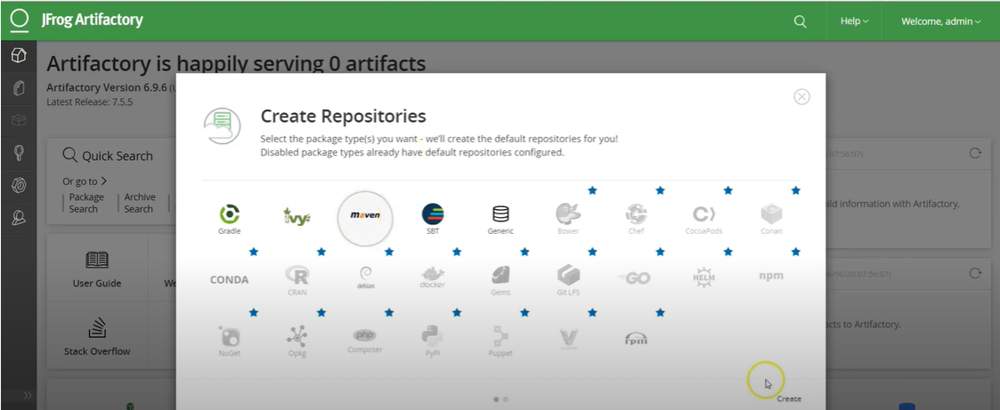 JFrog Artifactory
Help
Welcome, admin
Artifactory is happily serving 0 artifacts
Artifactory Version 6.9.6
Latest Release: 7.5.5
Create Repositories
Select the package type(s) you want - we'll create the default repositories for you!
Disabled package types already have default repositories configured.
Quick Search
07:56:07)
Or go to
Package Search
Archive Search
ild information with Artifactory.
Gradle
ivy
maven
SBT
Generic
Bower
Chef
CocoaPods
Conan
User Guide
We
CONDA
CRAN
debian
docker
Gems
Git LFS
GO
HELM
npm
/06/20 07:56:07)
Stack Overflow
NuGet
Opkg
php
Composer
PyPI
Puppet
rpm
acts to Artifactory.
Create